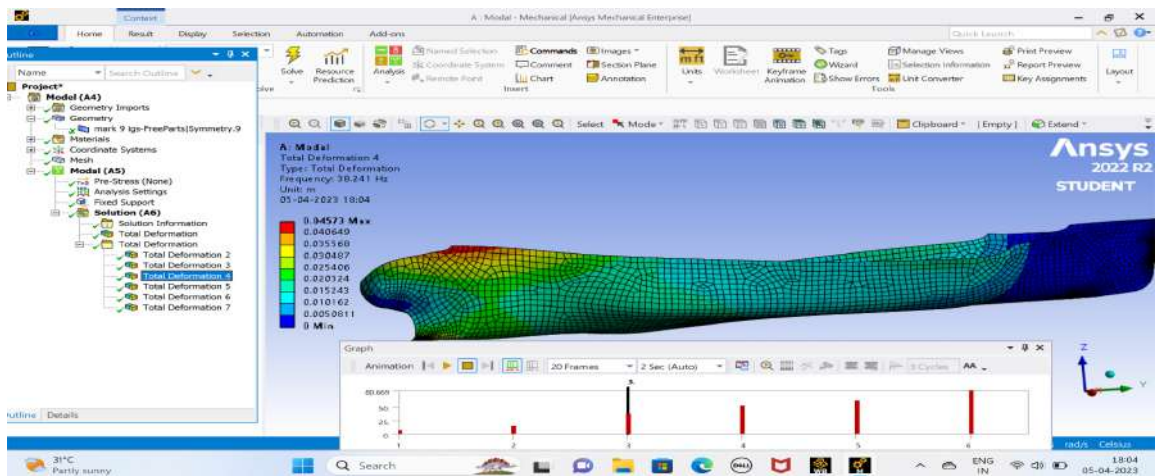 Context
A : Modal - Mechanical [Ansys Mechanical Enterprise]
Home Result Display Selection Automation Add-ons
Quick Launch
Outline
Name Search Outline
Solve
Resource Prediction
Analysis
Named Selection
Coordinate System
Remote Point
Commands
Comment
Chart
Images
Section Plane
Annotation
Insert
Units
Worksheet
Keyframe Animation
Tags
Wizard
Show Errors
Manage Views
Selection Information
Unit Converter
Print Preview
Report Preview
Key Assignments
Tools
Layout
Select Mode Clipboard [Empty] Extend
Project*
Model (A4)
Geometry Imports
Geometry
mark 9 lgs-FreeParts|Symmetry.9
Materials
Coordinate Systems
Mesh
Modal (A5)
Pre-Stress (None)
Analysis Settings
Fixed Support
Solution (A6)
Solution Information
Total Deformation
Total Deformation
Total Deformation 2
Total Deformation 3
Total Deformation 4
Total Deformation 5
Total Deformation 6
Total Deformation 7
Outline Details
A: Modal
Total Deformation 4
Type: Total Deformation
Frequency: 38.241 Hz
Unit: m
05-04-2023 18:04
0.04573 Max
0.040649
0.035568
0.030487
0.025406
0.020324
0.015243
0.010162
0.0050811
0 Min
Ansys
2022 R2
STUDENT
Graph
Animation 20 Frames 2 Sec (Auto) 3 Cycles
80.669
50.
25.
0.
3.
1 2 3 4 5 6
Z
Y
rad/s Celsius
31°C
Partly sunny
Search
DELL
WB
M
ENG
IN
18:04
05-04-2023